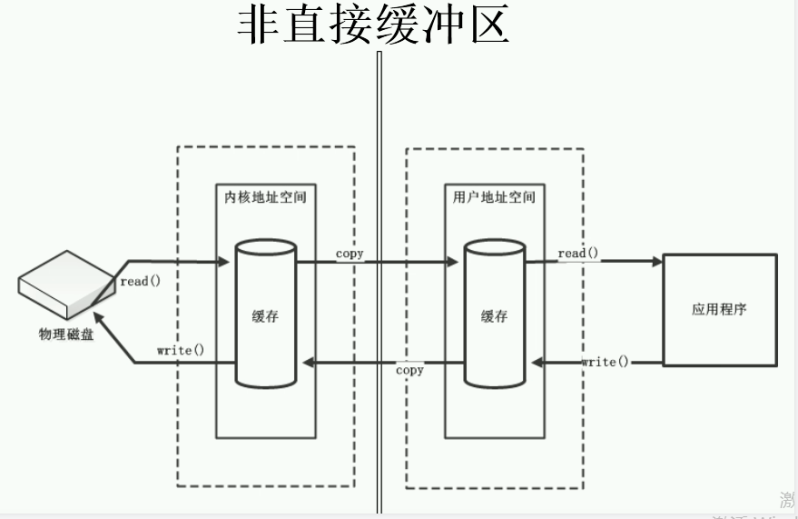 非直接缓冲区
内核地址空间
用户地址空间
copy
read()
read()
缓存
缓存
应用程序
物理磁盘
write()
copy
write()
激